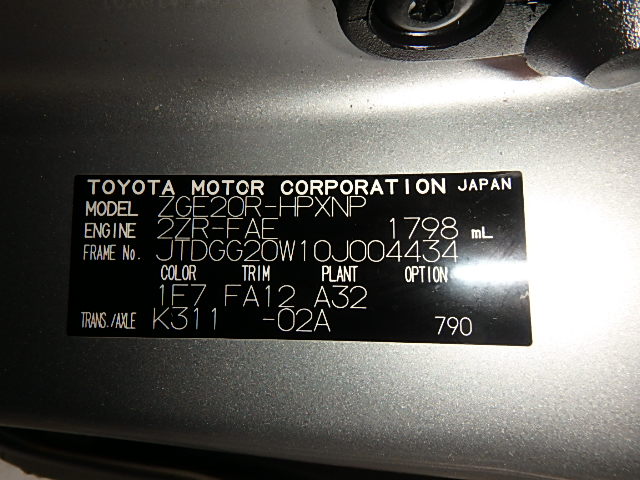 TOYOTA MOTOR CORPORATION JAPAN
MODEL ZGE20R-HPXNP
ENGINE 2ZR-FAE 1798 mL
FRAME No. JTDGG20W10J004434
COLOR TRIM PLANT OPTION
1E7 FA12 A32
TRANS./AXLE K311 -02A 790